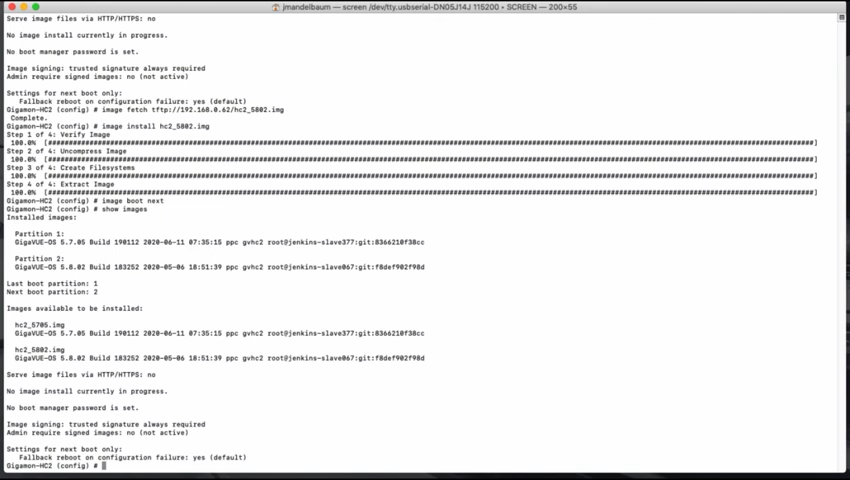 jmandelbaum — screen /dev/tty.usbserial-DN05J14J 115200 • SCREEN — 200×55
Serve image files via HTTP/HTTPS: no
No image install currently in progress.
No boot manager password is set.
Image signing: trusted signature always required
Admin require signed images: no (not active)
Settings for next boot only:
Fallback reboot on configuration failure: yes (default)
Gigamon-HC2 (config) # image fetch tftp://192.168.0.62/hc2_5802.img
Complete.
Gigamon-HC2 (config) # image install hc2_5802.img
Step 1 of 4: Verify Image
100.0% [#################################################################]
Step 2 of 4: Uncompress Image
100.0% [#################################################################]
Step 3 of 4: Create Filesystems
100.0% [#################################################################]
Step 4 of 4: Extract Image
100.0% [#################################################################]
Gigamon-HC2 (config) # image boot next
Gigamon-HC2 (config) # show images
Installed images:
Partition 1:
GigaVUE-OS 5.7.05 Build 190112 2020-06-11 07:35:15 ppc gvhc2 root@jenkins-slave377:git:8366210f38cc
Partition 2:
GigaVUE-OS 5.8.02 Build 183252 2020-05-06 18:51:39 ppc gvhc2 root@jenkins-slave067:git:f8def902f98d
Last boot partition: 1
Next boot partition: 2
Images available to be installed:
hc2_5705.img
GigaVUE-OS 5.7.05 Build 190112 2020-06-11 07:35:15 ppc gvhc2 root@jenkins-slave377:git:8366210f38cc
hc2_5802.img
GigaVUE-OS 5.8.02 Build 183252 2020-05-06 18:51:39 ppc gvhc2 root@jenkins-slave067:git:f8def902f98d
Serve image files via HTTP/HTTPS: no
No image install currently in progress.
No boot manager password is set.
Image signing: trusted signature always required
Admin require signed images: no (not active)
Settings for next boot only:
Fallback reboot on configuration failure: yes (default)
Gigamon-HC2 (config) #